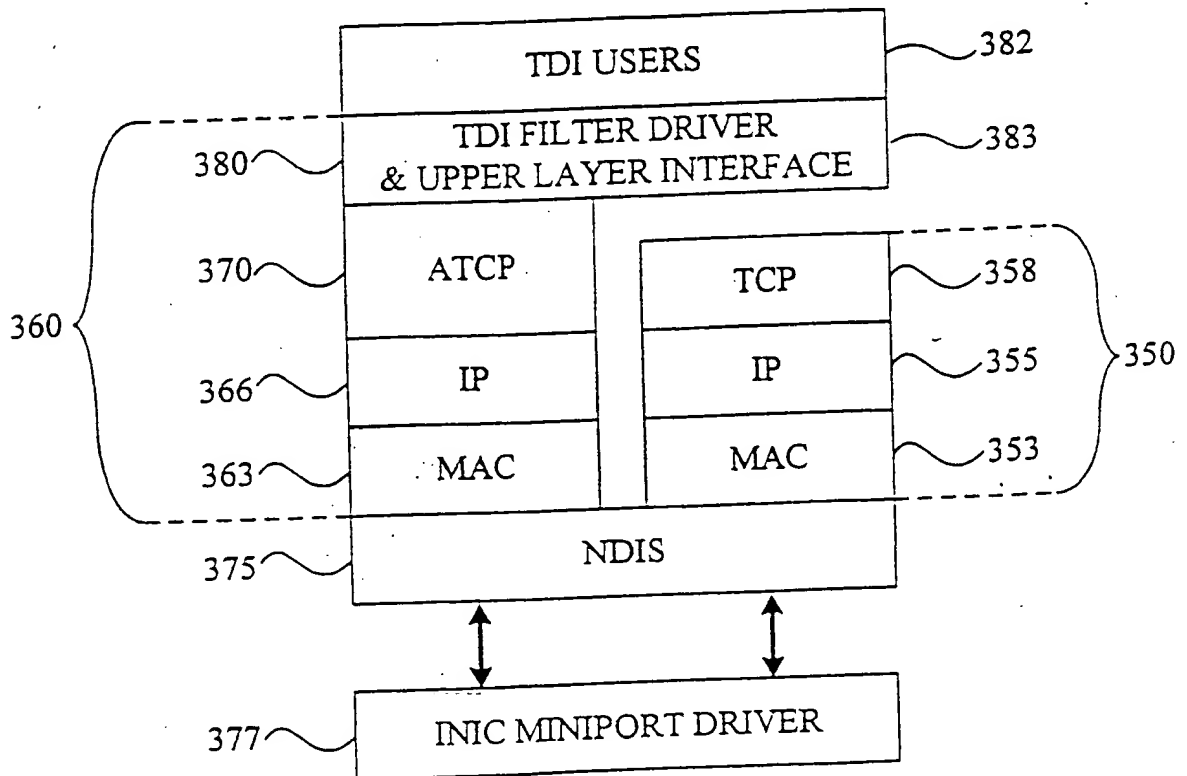 TDI USERS
382
380
TDI FILTER DRIVER
& UPPER LAYER INTERFACE
383
370
ATCP
TCP
358
360
366
IP
IP
355
350
363
MAC
MAC
353
375
NDIS
377
INIC MINIPORT DRIVER